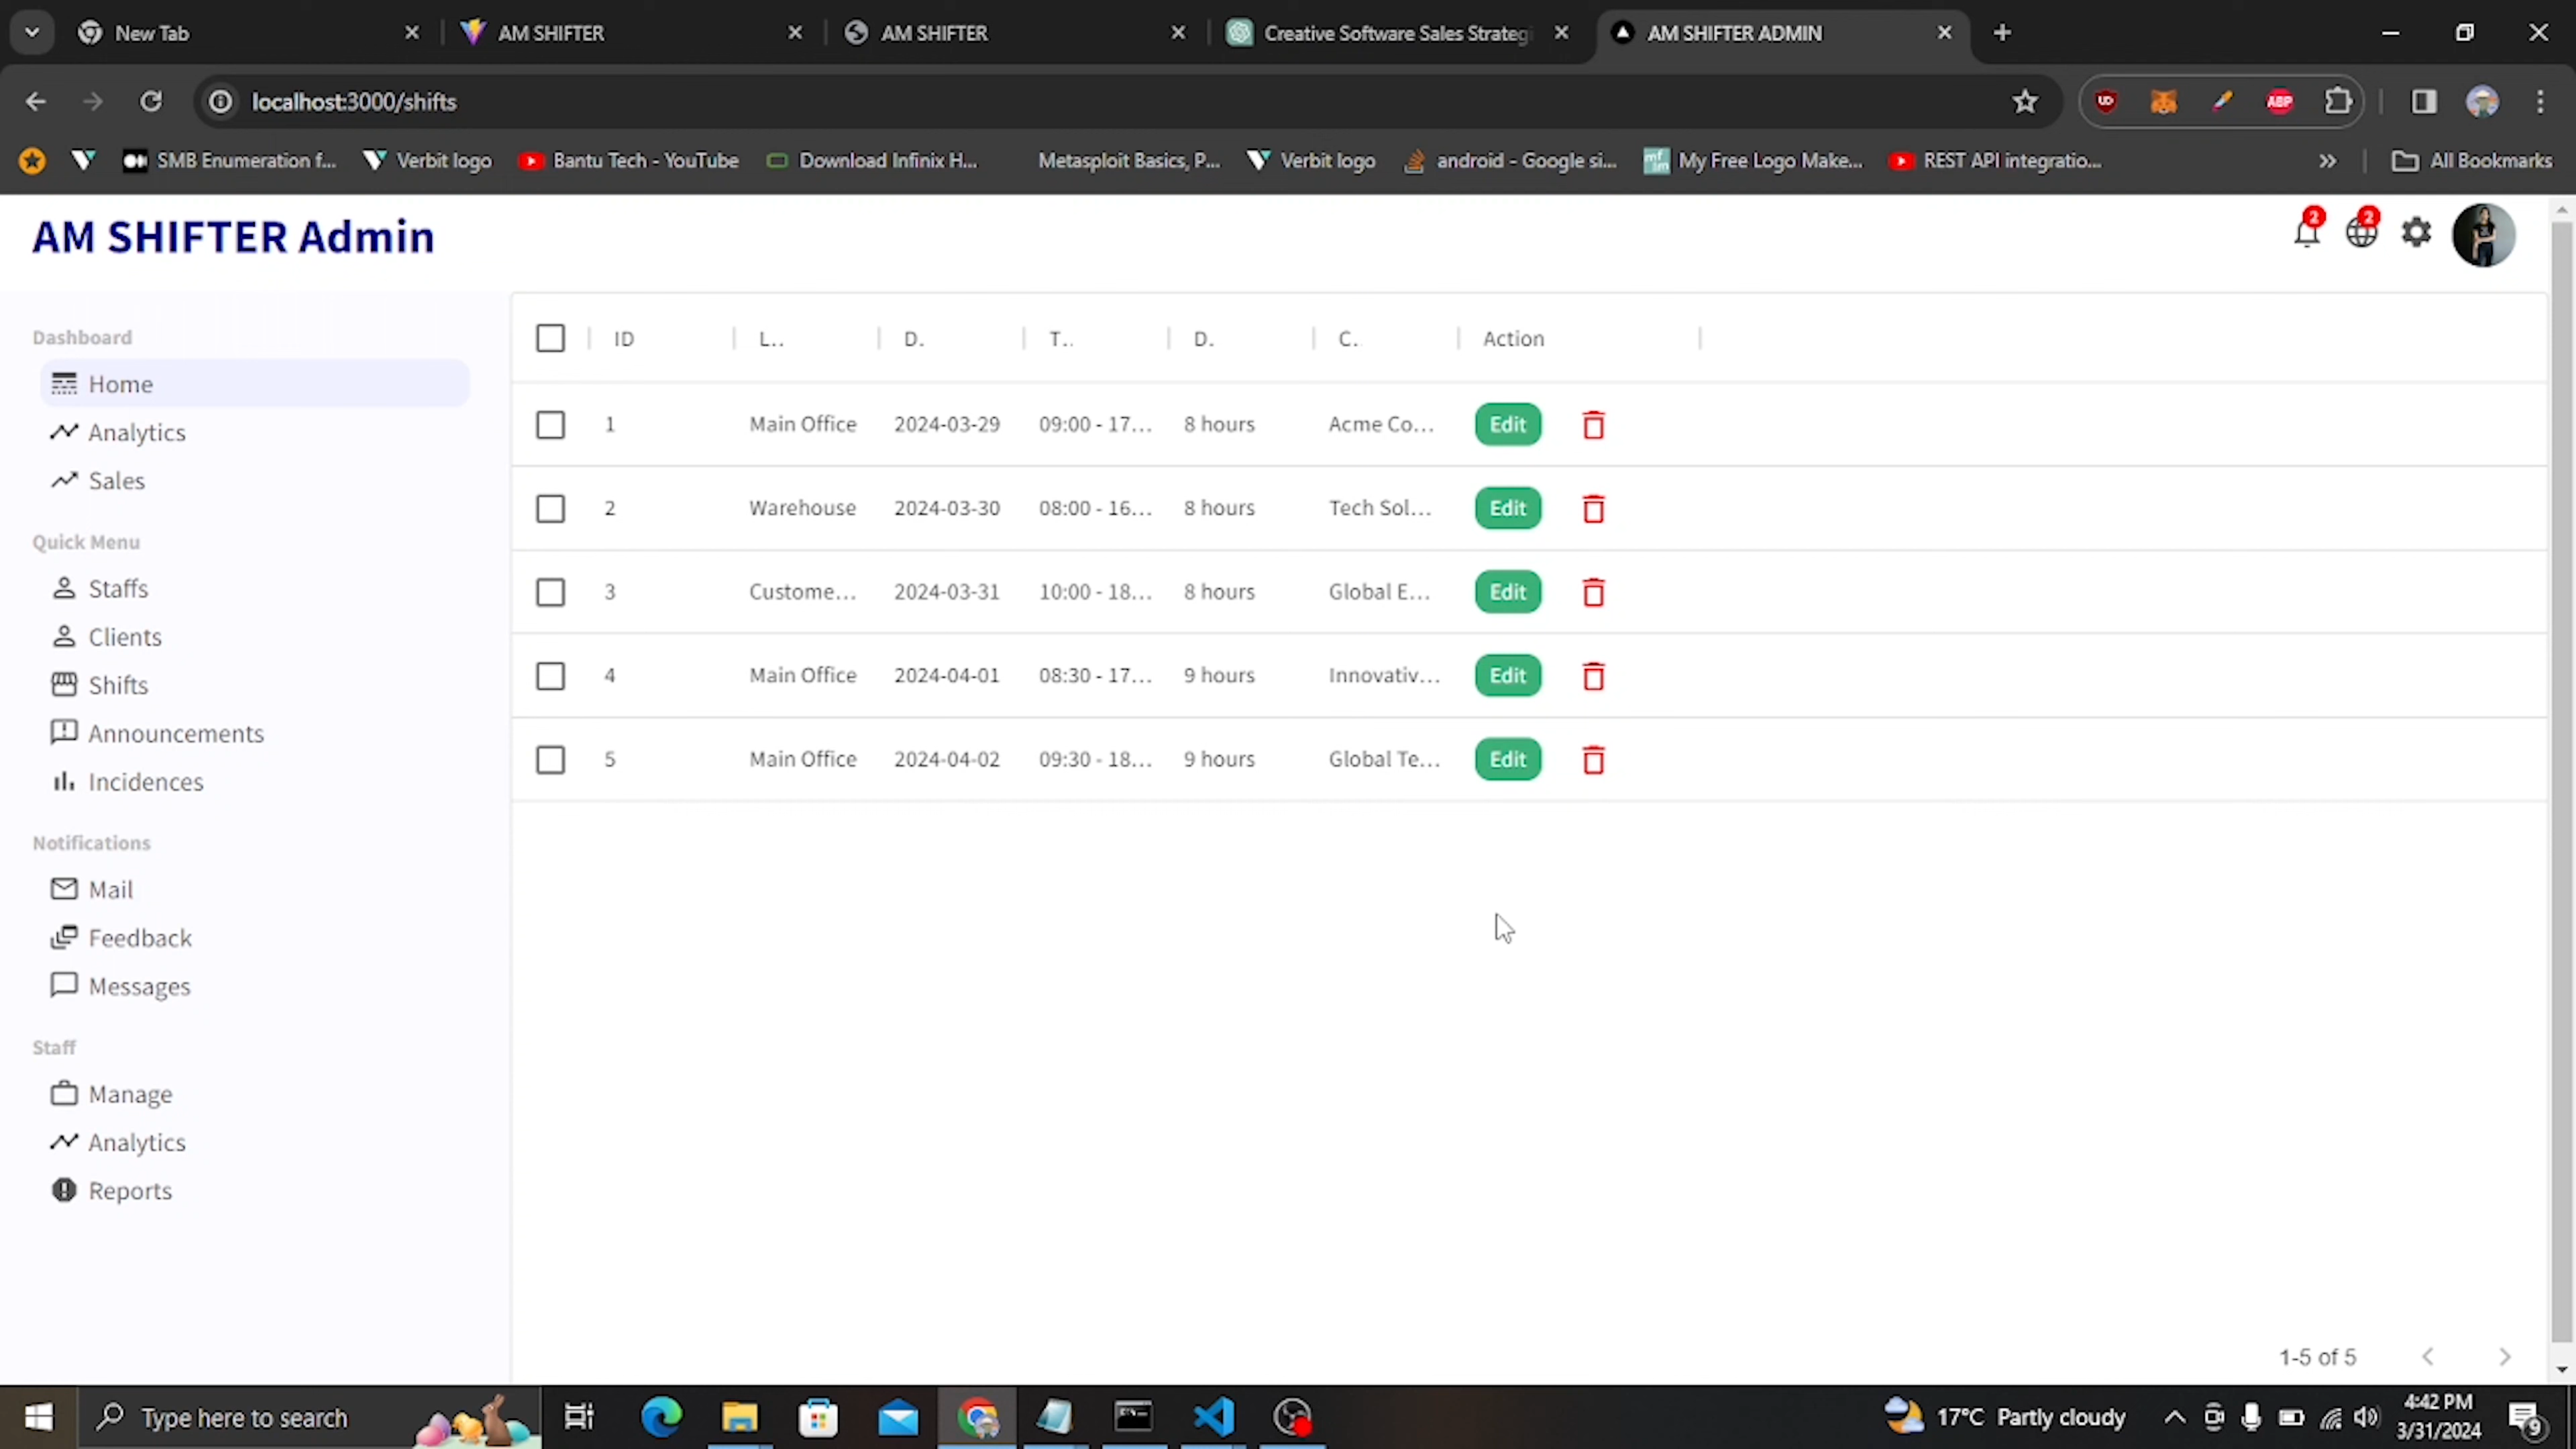 New Tab
AM SHIFTER
AM SHIFTER
Creative Software Sales Strategi
AM SHIFTER ADMIN
localhost:3000/shifts
UD
ABP
SMB Enumeration f...
Verbit logo
Bantu Tech - YouTube
Download Infinix H...
Metasploit Basics, P...
Verbit logo
android - Google si...
mf lm
My Free Logo Make...
REST API integratio...
All Bookmarks
AM SHIFTER Admin
2
2
Dashboard
Home
Analytics
Sales
Quick Menu
Staffs
Clients
Shifts
Announcements
Incidences
Notifications
Mail
Feedback
Messages
Staff
Manage
Analytics
Reports
ID L.. D. T.. D. C. Action
1 Main Office 2024-03-29 09:00 - 17... 8 hours Acme Co... Edit
2 Warehouse 2024-03-30 08:00 - 16... 8 hours Tech Sol... Edit
3 Custome... 2024-03-31 10:00 - 18... 8 hours Global E... Edit
4 Main Office 2024-04-01 08:30 - 17... 9 hours Innovativ... Edit
5 Main Office 2024-04-02 09:30 - 18... 9 hours Global Te... Edit
1-5 of 5
Type here to search
17°C Partly cloudy
4:42 PM
3/31/2024
9